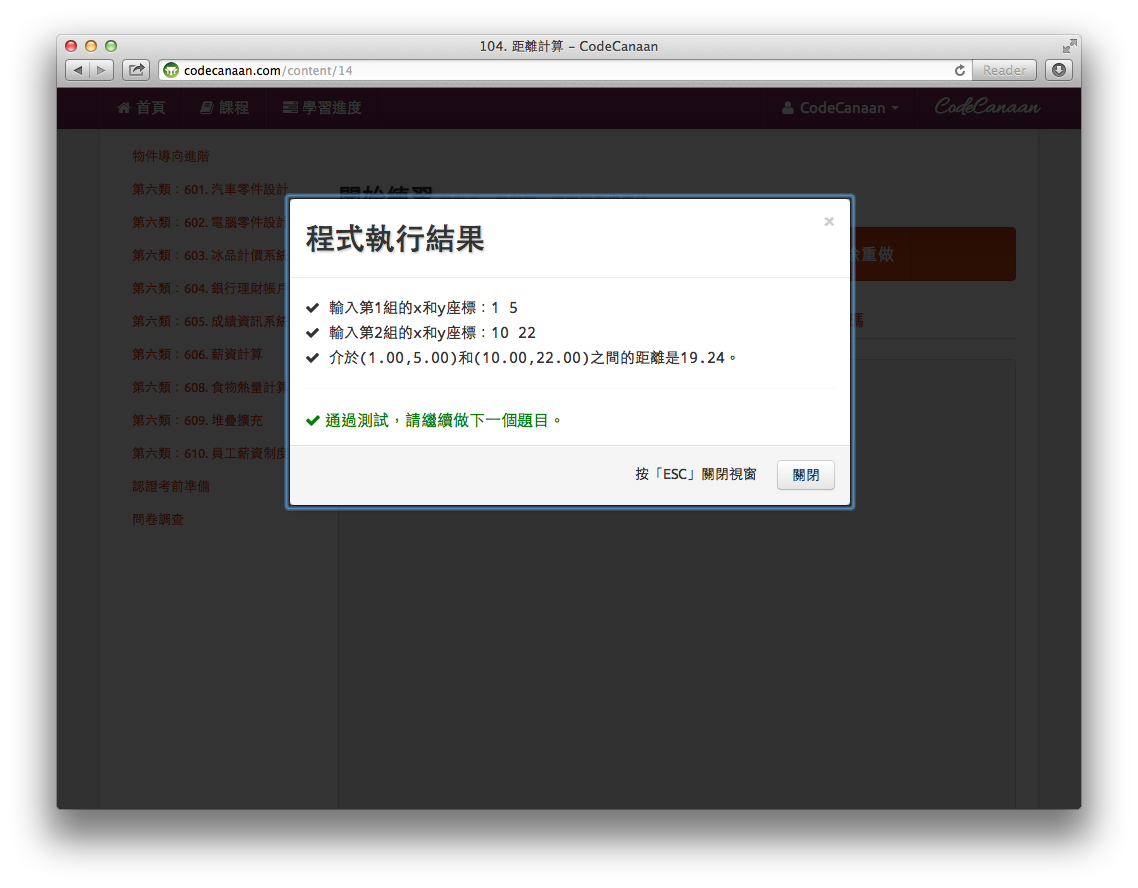 104. 距離計算 – CodeCanaan
codecanaan.com/content/14
Reader
首頁 課程 學習進度 CodeCanaan CodeCanaan
物件導向進階
第六類：601. 汽車零件設計
第六類：602. 電腦零件設計
第六類：603. 冰品計價系統
第六類：604. 銀行理財帳戶
第六類：605. 成績資訊系統
第六類：606. 薪資計算
第六類：608. 食物熱量計算
第六類：609. 堆疊擴充
第六類：610. 員工薪資制度
認證考前準備
問卷調查
開始練習
重做
程式執行結果
×
輸入第1組的x和y座標：1 5
輸入第2組的x和y座標：10 22
介於(1.00,5.00)和(10.00,22.00)之間的距離是19.24。
通過測試，請繼續做下一個題目。
按「ESC」關閉視窗
關閉